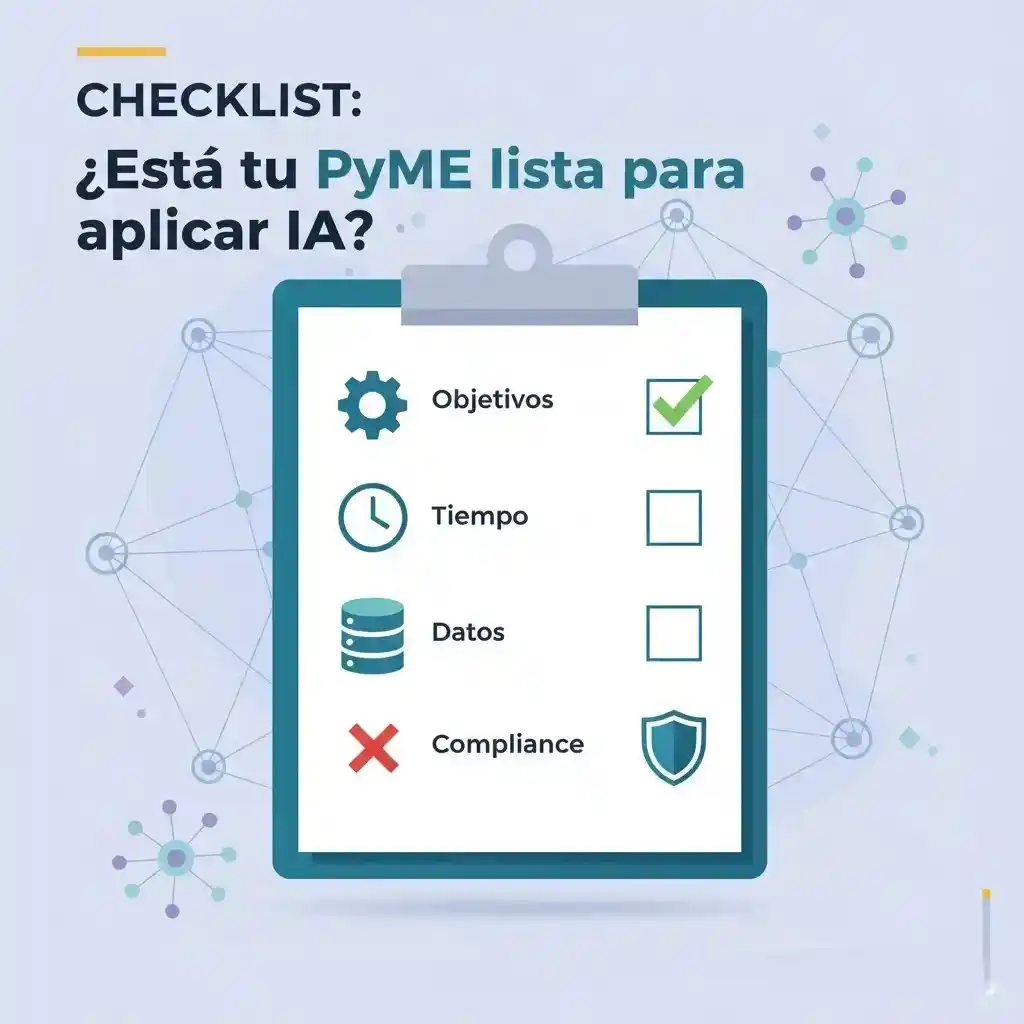 CHECKLIST:
¿Está tu PyME lista para
aplicar IA?
Objetivos
Tiempo
Datos
Compliance